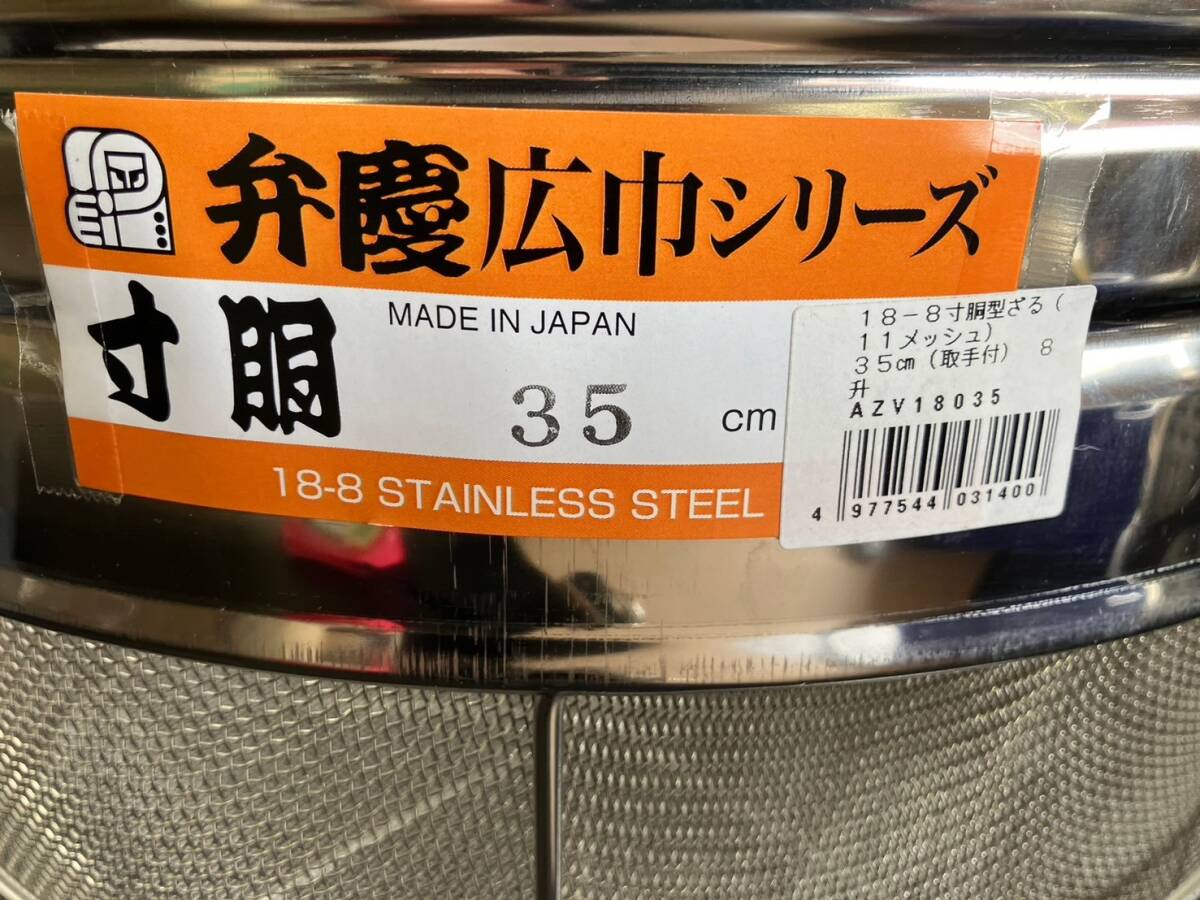 弁慶広巾シリーズ
寸胴
MADE IN JAPAN
35 cm
18-8 STAINLESS STEEL
18-8寸胴型ざる(
11メッシュ)
35㎝(取手付) 8
升
AZV18035
4 977544 031400